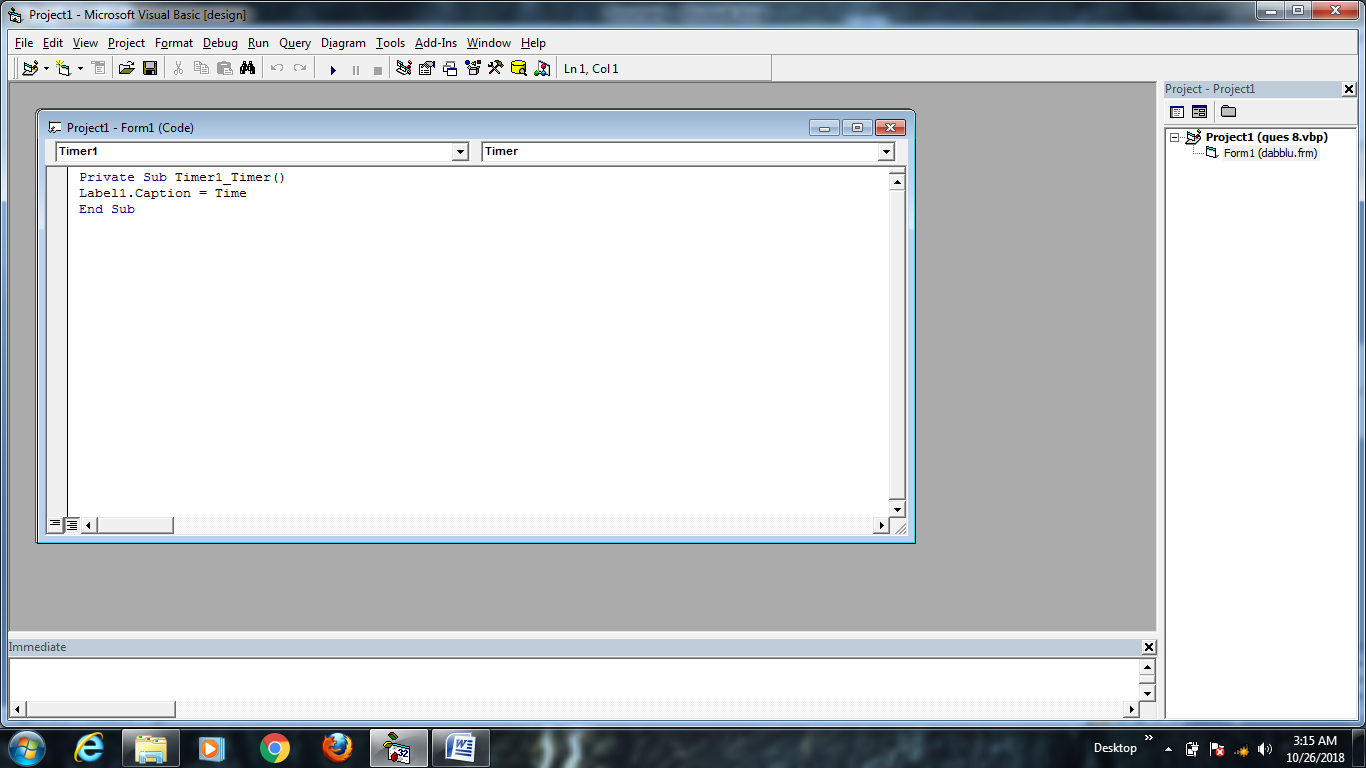 Project1 - Microsoft Visual Basic [design]
File Edit View Project Format Debug Run Query Diagram Tools Add-Ins Window Help
Ln 1, Col 1
Project - Project1
Project1 - Form1 (Code)
Timer1 Timer
Project1 (ques 8.vbp)
Form1 (dabblu.frm)
Private Sub Timer1_Timer()
Label1.Caption = Time
End Sub
Immediate
32
Desktop
3:15 AM
10/26/2018